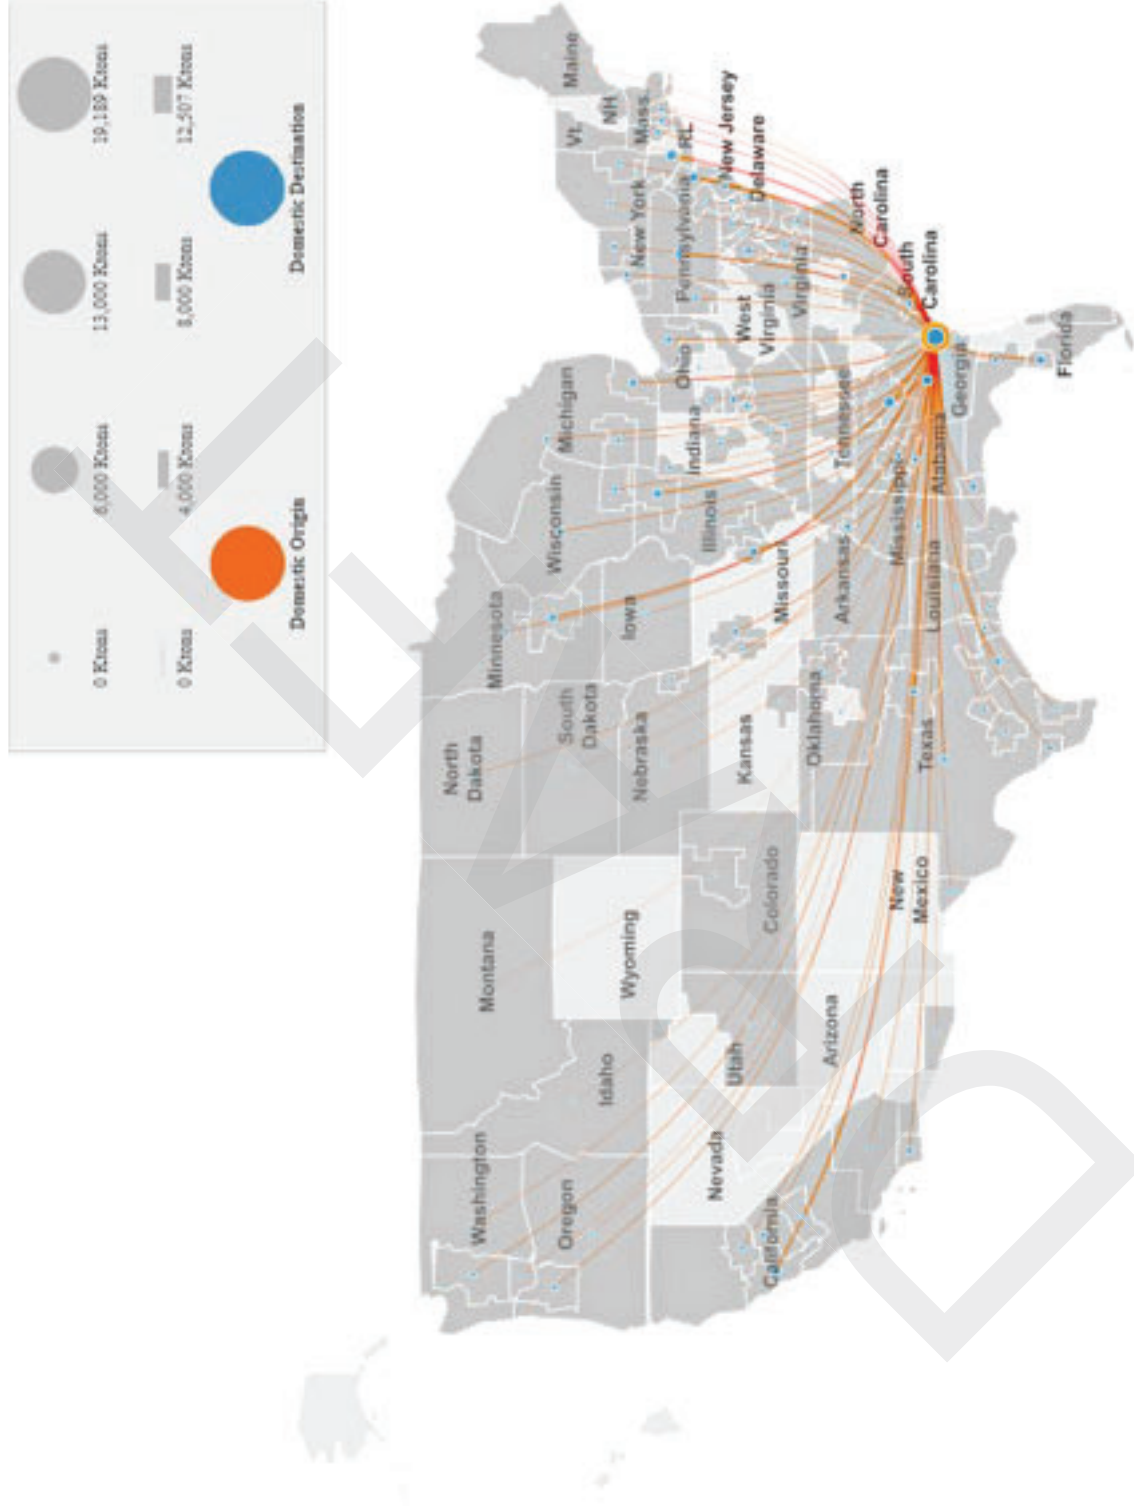 0 Ktons
6,000 Ktons
13,000 Ktons
19,189 Ktons
0 Ktons
4,000 Ktons
8,000 Ktons
12,507 Ktons
Domestic Origin
Domestic Destination
Washington
Oregon
California
Nevada
Idaho
Utah
Arizona
Montana
Wyoming
Colorado
New
Mexico
North
Dakota
South
Dakota
Nebraska
Kansas
Oklahoma
Texas
Minnesota
Iowa
Missouri
Arkansas
Louisiana
Wisconsin
Illinois
Mississippi
Michigan
Indiana
Tennessee
Alabama
Ohio
Georgia
Florida
West
Virginia
Virginia
Pennsylvania
New York
South
Carolina
North
Carolina
Delaware
New Jersey
Vt.
NH
Mass.
RI.
Maine
DRAFT